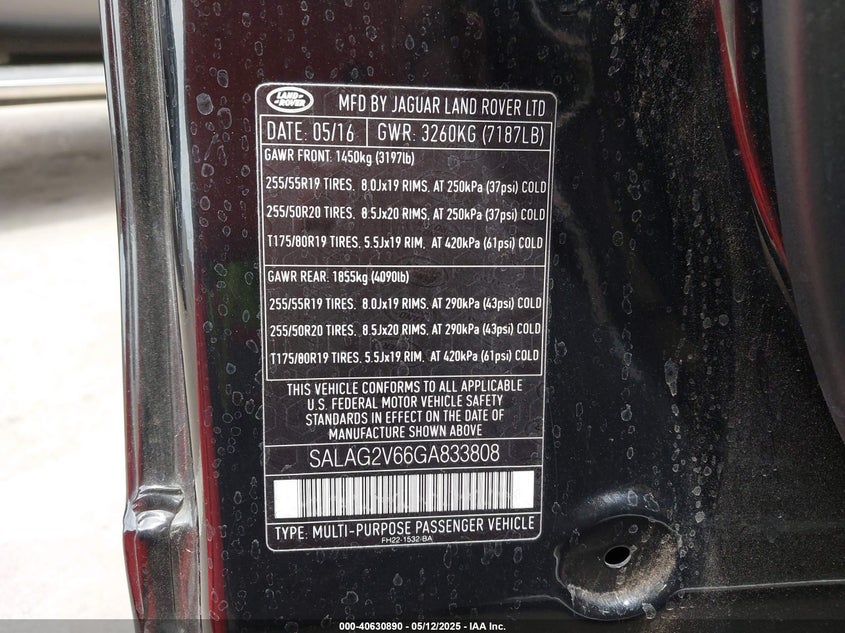 LAND-
-ROVER
MFD BY JAGUAR LAND ROVER LTD
DATE: 05/16 GWR: 3260KG (7187LB)
GAWR FRONT: 1450kg (3197lb)
255/55R19 TIRES. 8.0Jx19 RIMS. AT 250kPa (37psi) COLD
255/50R20 TIRES. 8.5Jx20 RIMS. AT 250kPa (37psi) COLD
T175/80R19 TIRES. 5.5Jx19 RIM. AT 420kPa (61psi) COLD
GAWR REAR: 1855kg (4090lb)
255/55R19 TIRES. 8.0Jx19 RIMS. AT 290kPa (43psi) COLD
255/50R20 TIRES. 8.5Jx20 RIMS. AT 290kPa (43psi) COLD
T175/80R19 TIRES. 5.5Jx19 RIM. AT 420kPa (61psi) COLD
THIS VEHICLE CONFORMS TO ALL APPLICABLE
U.S. FEDERAL MOTOR VEHICLE SAFETY
STANDARDS IN EFFECT ON THE DATE OF
MANUFACTURE SHOWN ABOVE
SALAG2V66GA833808
TYPE: MULTI-PURPOSE PASSENGER VEHICLE
FH22-1532-BA
000-40630890 - 05/12/2025 - IAA Inc.